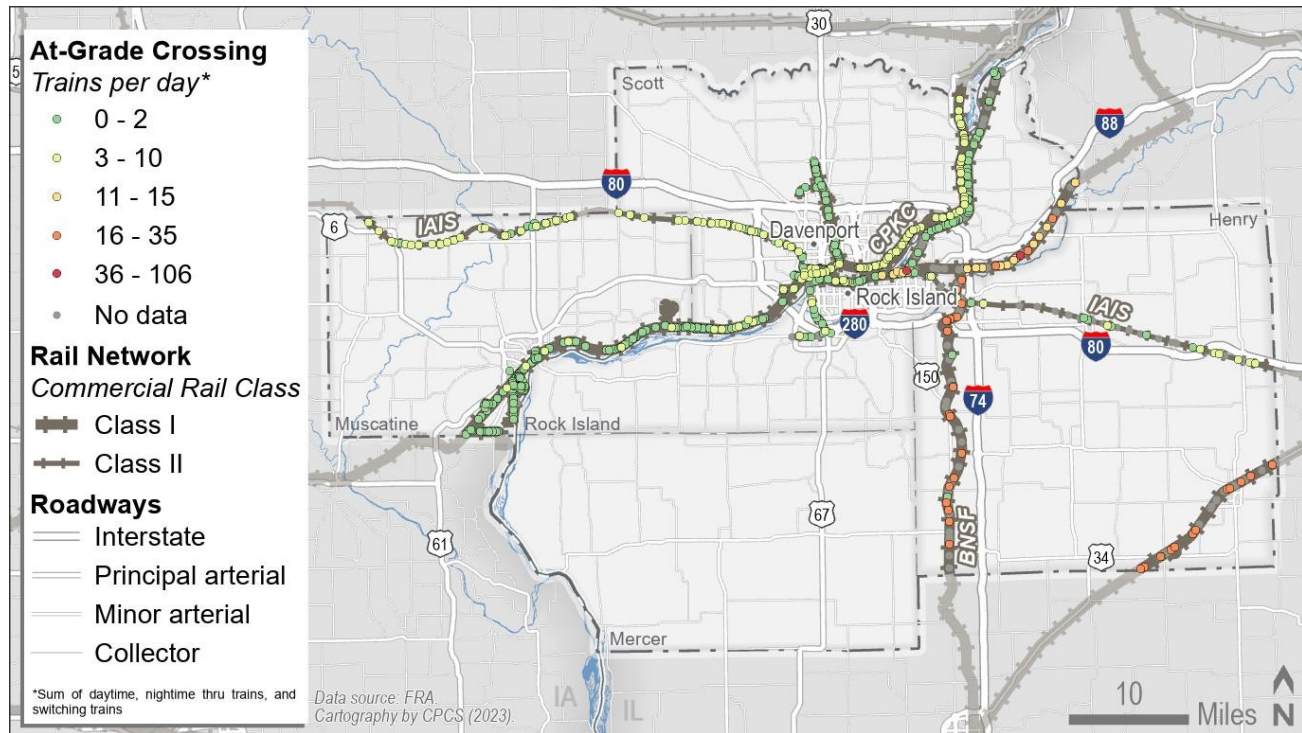 At-Grade Crossing
Trains per day*
0 - 2
3 - 10
11 - 15
16 - 35
36 - 106
No data
Rail Network
Commercial Rail Class
Class I
Class II
Roadways
Interstate
Principal arterial
Minor arterial
Collector
*Sum of daytime, nightime thru trains, and
switching trains
5
30
Scott
88
80
6
IAIS
Davenport
CPKC
Henry
Rock Island
IAIS
280
80
150
74
Muscatine
Rock Island
67
61
BNSF
34
Mercer
IA
IL
Data source: FRA.
Cartography by CPCS (2023).
10
Miles
N